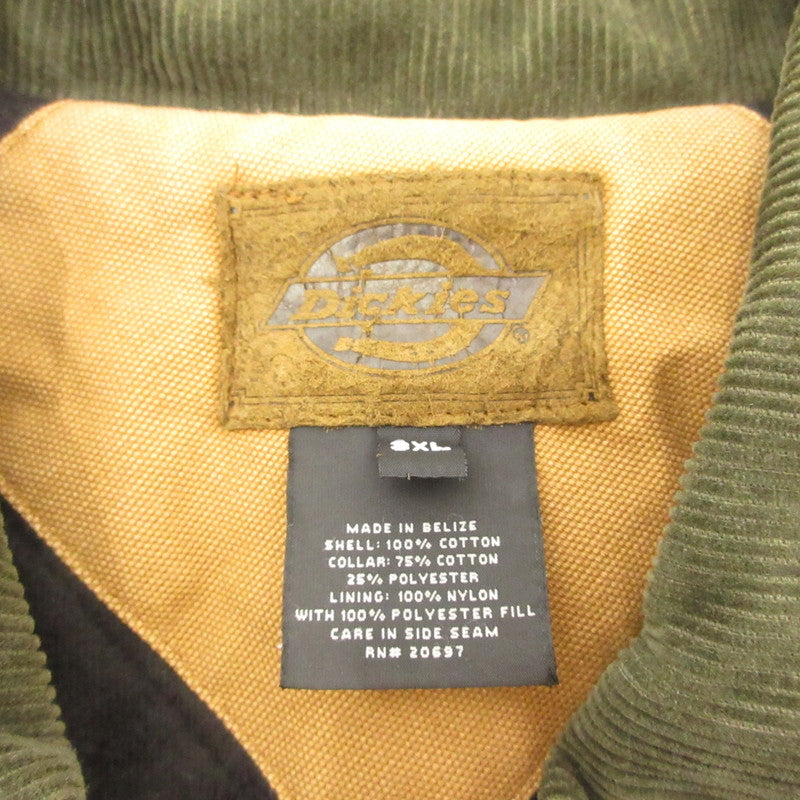 Dickies
®
3XL
MADE IN BELIZE
SHELL: 100% COTTON
COLLAR: 75% COTTON
25% POLYESTER
LINING: 100% NYLON
WITH 100% POLYESTER FILL
CARE IN SIDE SEAM
RN# 20697